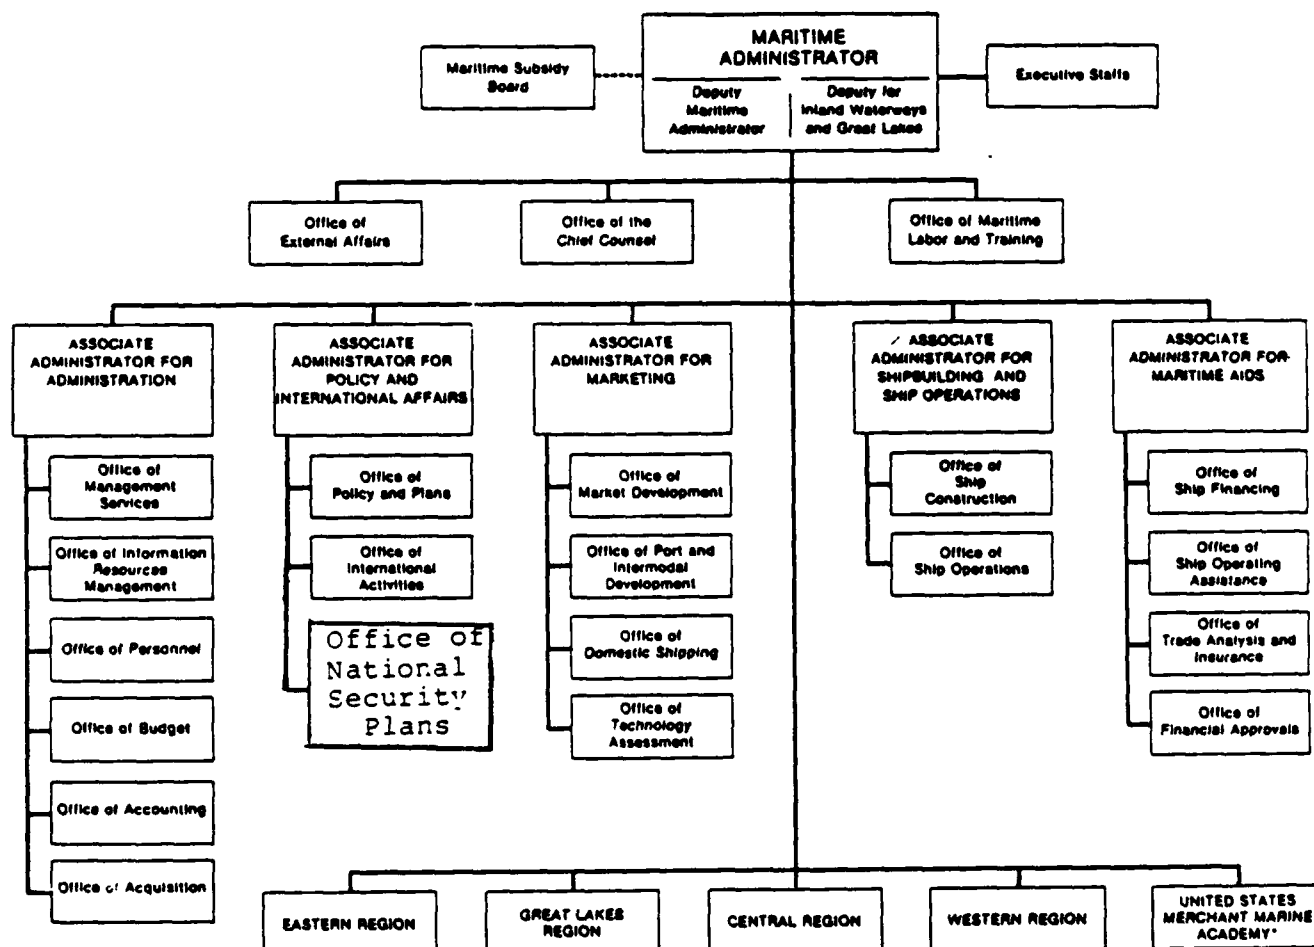 MARITIME
ADMINISTRATOR
Maritime Subsidy
Board
Deputy
Maritime
Administrator
Deputy for
Inland Waterways
and Great Lakes
Executive Staffs
Office of
External Affairs
Office of the
Chief Counsel
Office of Maritime
Labor and Training
ASSOCIATE
ADMINISTRATOR FOR
ADMINISTRATION
Office of
Management
Services
Office of Information
Resources
Management
Office of Personnel
Office of Budget
Office of Accounting
Office of Acquisition
ASSOCIATE
ADMINISTRATOR FOR
POLICY AND
INTERNATIONAL AFFAIRS
Office of
Policy and Plans
Office of
International
Activities
Office of
National
Security
Plans
ASSOCIATE
ADMINISTRATOR FOR
MARKETING
Office of
Market Development
Office of Port and
Intermodal
Development
Office of
Domestic Shipping
Office of
Technology
Assessment
ASSOCIATE
ADMINISTRATOR FOR
SHIPBUILDING AND
SHIP OPERATIONS
Office of
Ship
Construction
Office of
Ship Operations
ASSOCIATE
ADMINISTRATOR FOR
MARITIME AIDS
Office of
Ship Financing
Office of
Ship Operating
Assistance
Office of
Trade Analysis and
Insurance
Office of
Financial Approvals
EASTERN REGION
GREAT LAKES
REGION
CENTRAL REGION
WESTERN REGION
UNITED STATES
MERCHANT MARINE
ACADEMY*